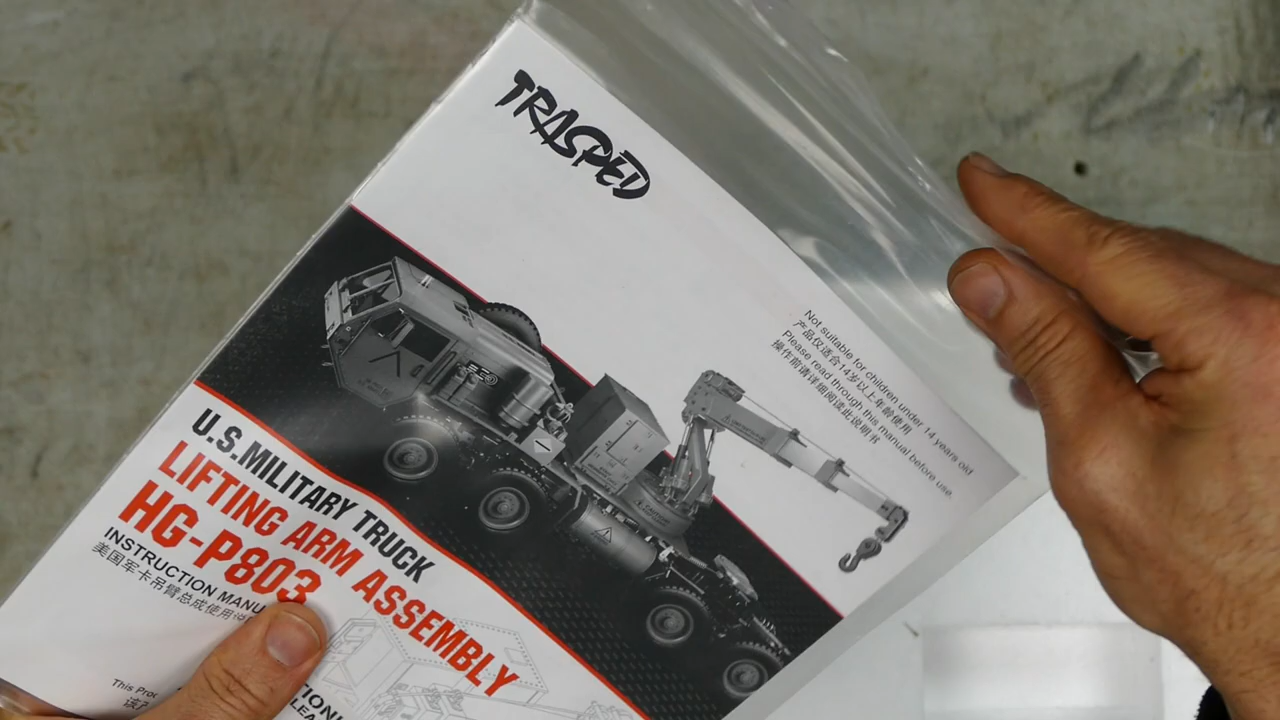 TRASPED
Not suitable for children under 14 years old
产品仅适合14岁以上年龄使用
Please read through this manual before use.
操作前请详细阅读此说明书
U.S.MILITARY TRUCK
LIFTING ARM ASSEMBLY
HG-P803
INSTRUCTION MANU
美国军卡吊臂总成使用说
This Pro